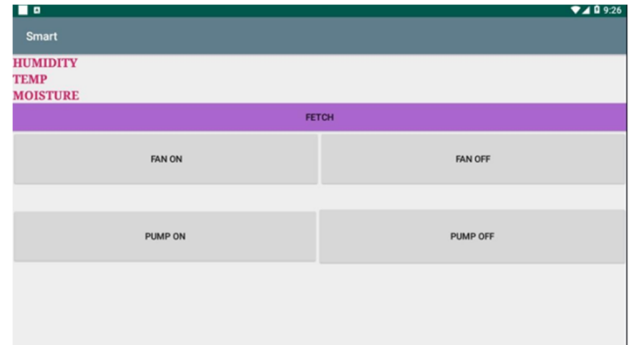 9:26
Smart
HUMIDITY
TEMP
MOISTURE
FETCH
FAN ON FAN OFF
PUMP ON PUMP OFF